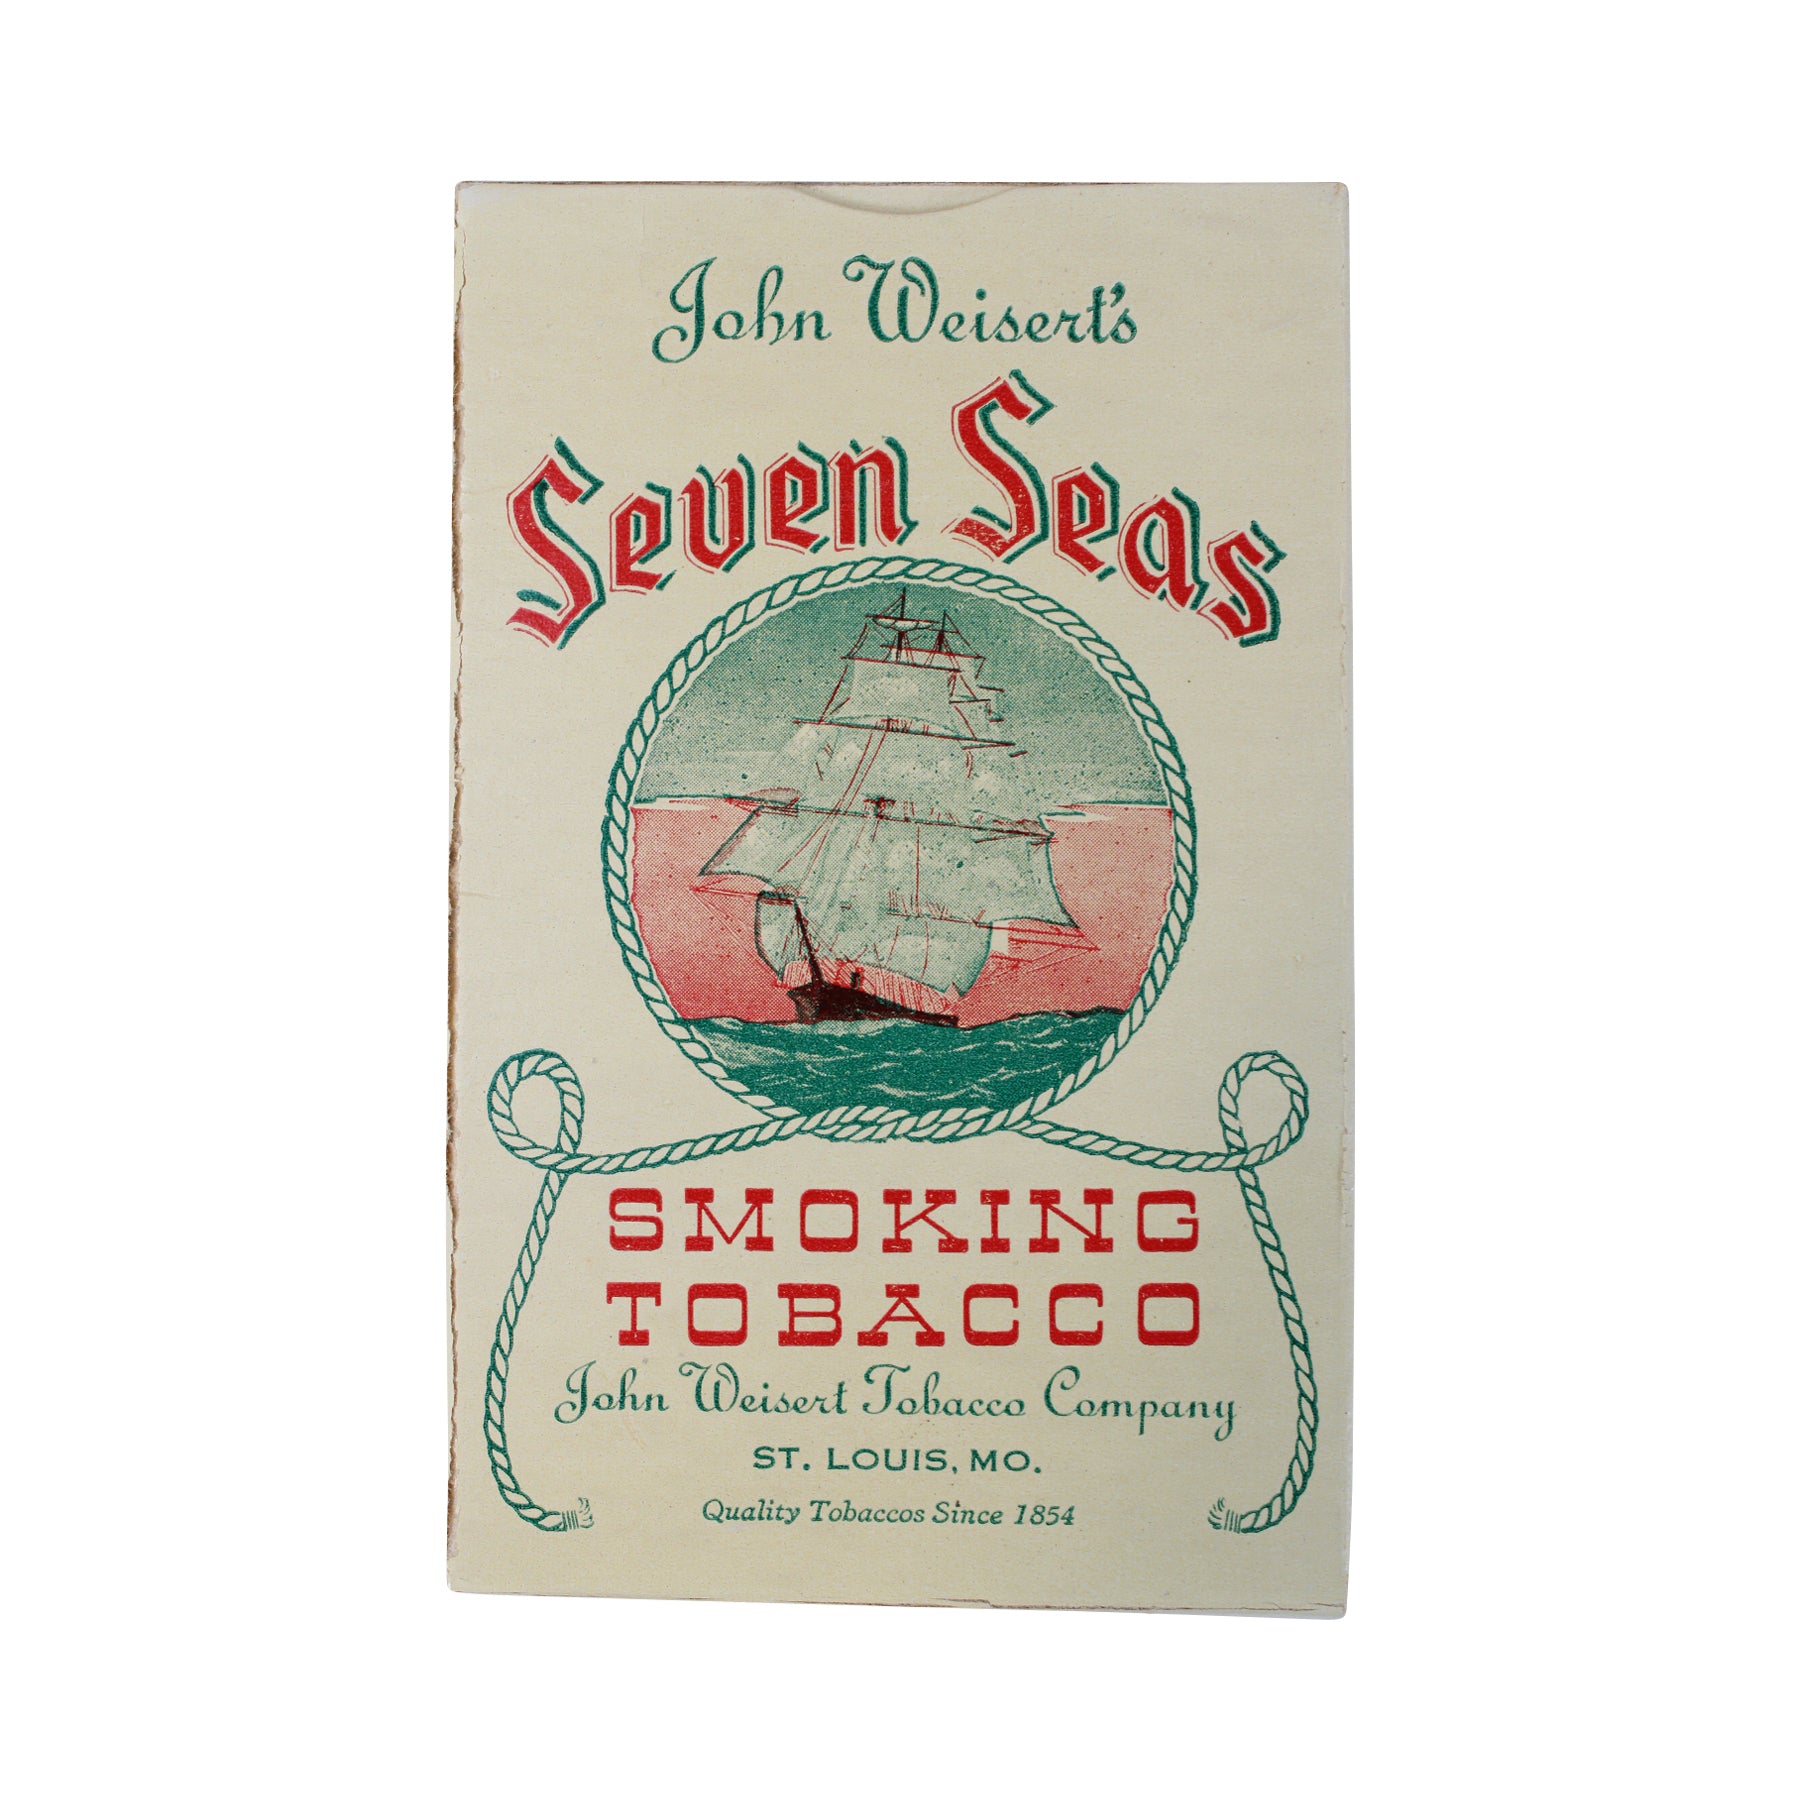 John Weisert's
Seven Seas
SMOKING
TOBACCO
John Weisert Tobacco Company
ST. LOUIS, MO.
Quality Tobaccos Since 1854